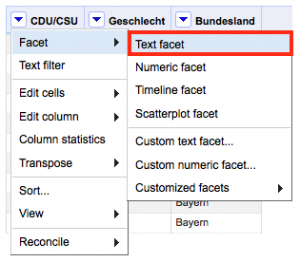 CDU/CSU Geschlecht Bundesland
Facet
Text filter
Edit cells
Edit column
Column statistics
Transpose
Sort...
View
Reconcile
Text facet
Numeric facet
Timeline facet
Scatterplot facet
Custom text facet...
Custom numeric facet...
Customized facets
Bayern
Bayern